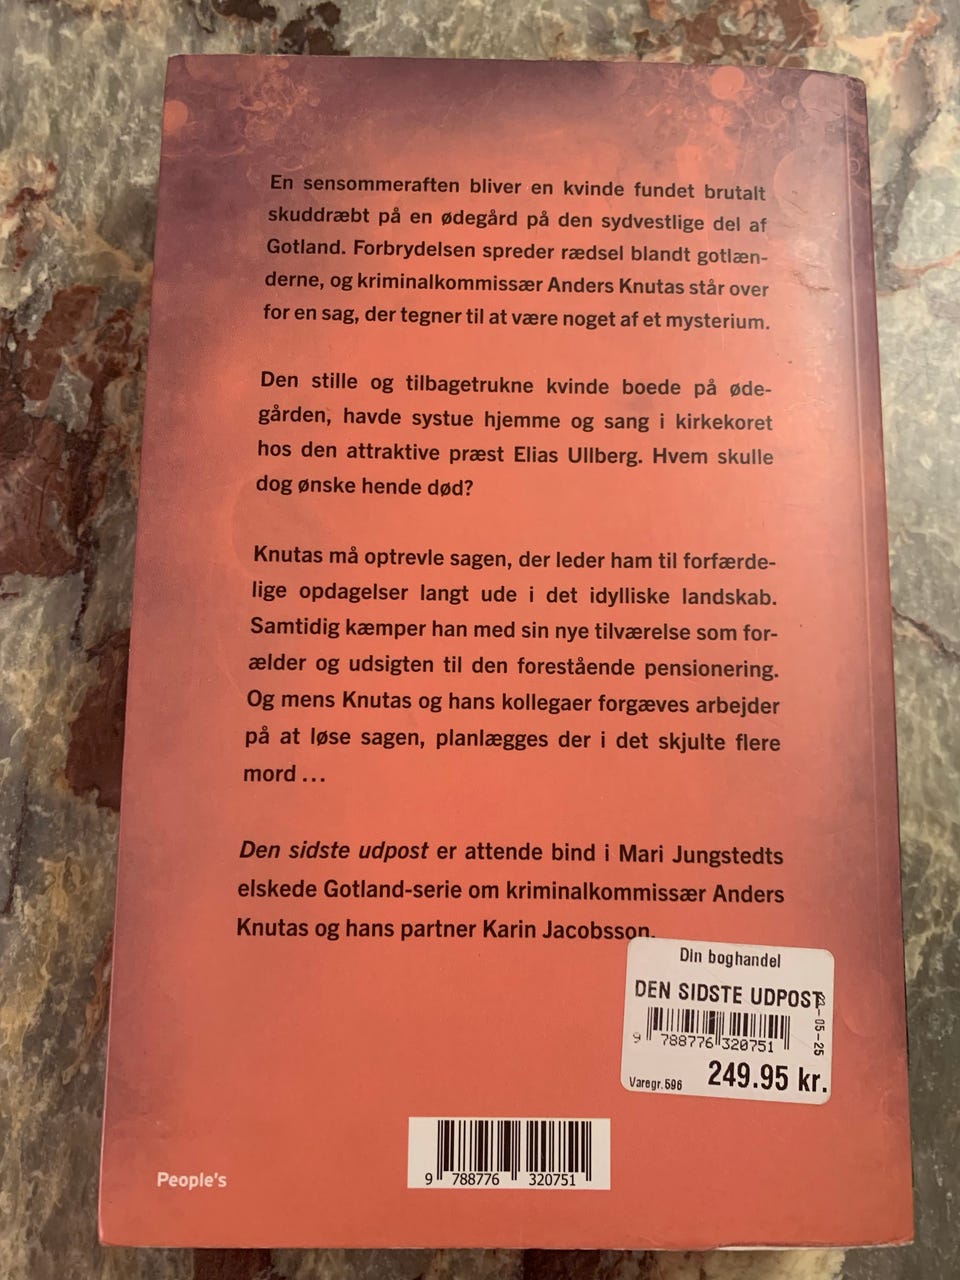 En sensommeraften bliver en kvinde fundet brutalt
skuddræbt på en ødegård på den sydvestlige del af
Gotland. Forbrydelsen spreder rædsel blandt gotlæn-
derne, og kriminalkommissær Anders Knutas står over
for en sag, der tegner til at være noget af et mysterium.
Den stille og tilbagetrukne kvinde boede på øde-
gården, havde systue hjemme og sang i kirkekoret
hos den attraktive præst Elias Ullberg. Hvem skulle
dog ønske hende død?
Knutas må optrevle sagen, der leder ham til forfærde-
lige opdagelser langt ude i det idylliske landskab.
Samtidig kæmper han med sin nye tilværelse som for-
ælder og udsigten til den forestående pensionering.
Og mens Knutas og hans kollegaer forgæves arbejder
på at løse sagen, planlægges der i det skjulte flere
mord ...
Den sidste udpost er attende bind i Mari Jungstedts
elskede Gotland-serie om kriminalkommissær Anders
Knutas og hans partner Karin Jacobsson.
Din boghandel
DEN SIDSTE UDPOST
9 788776 320751
Varegr.596 249.95 kr.
9 788776 320751
People's